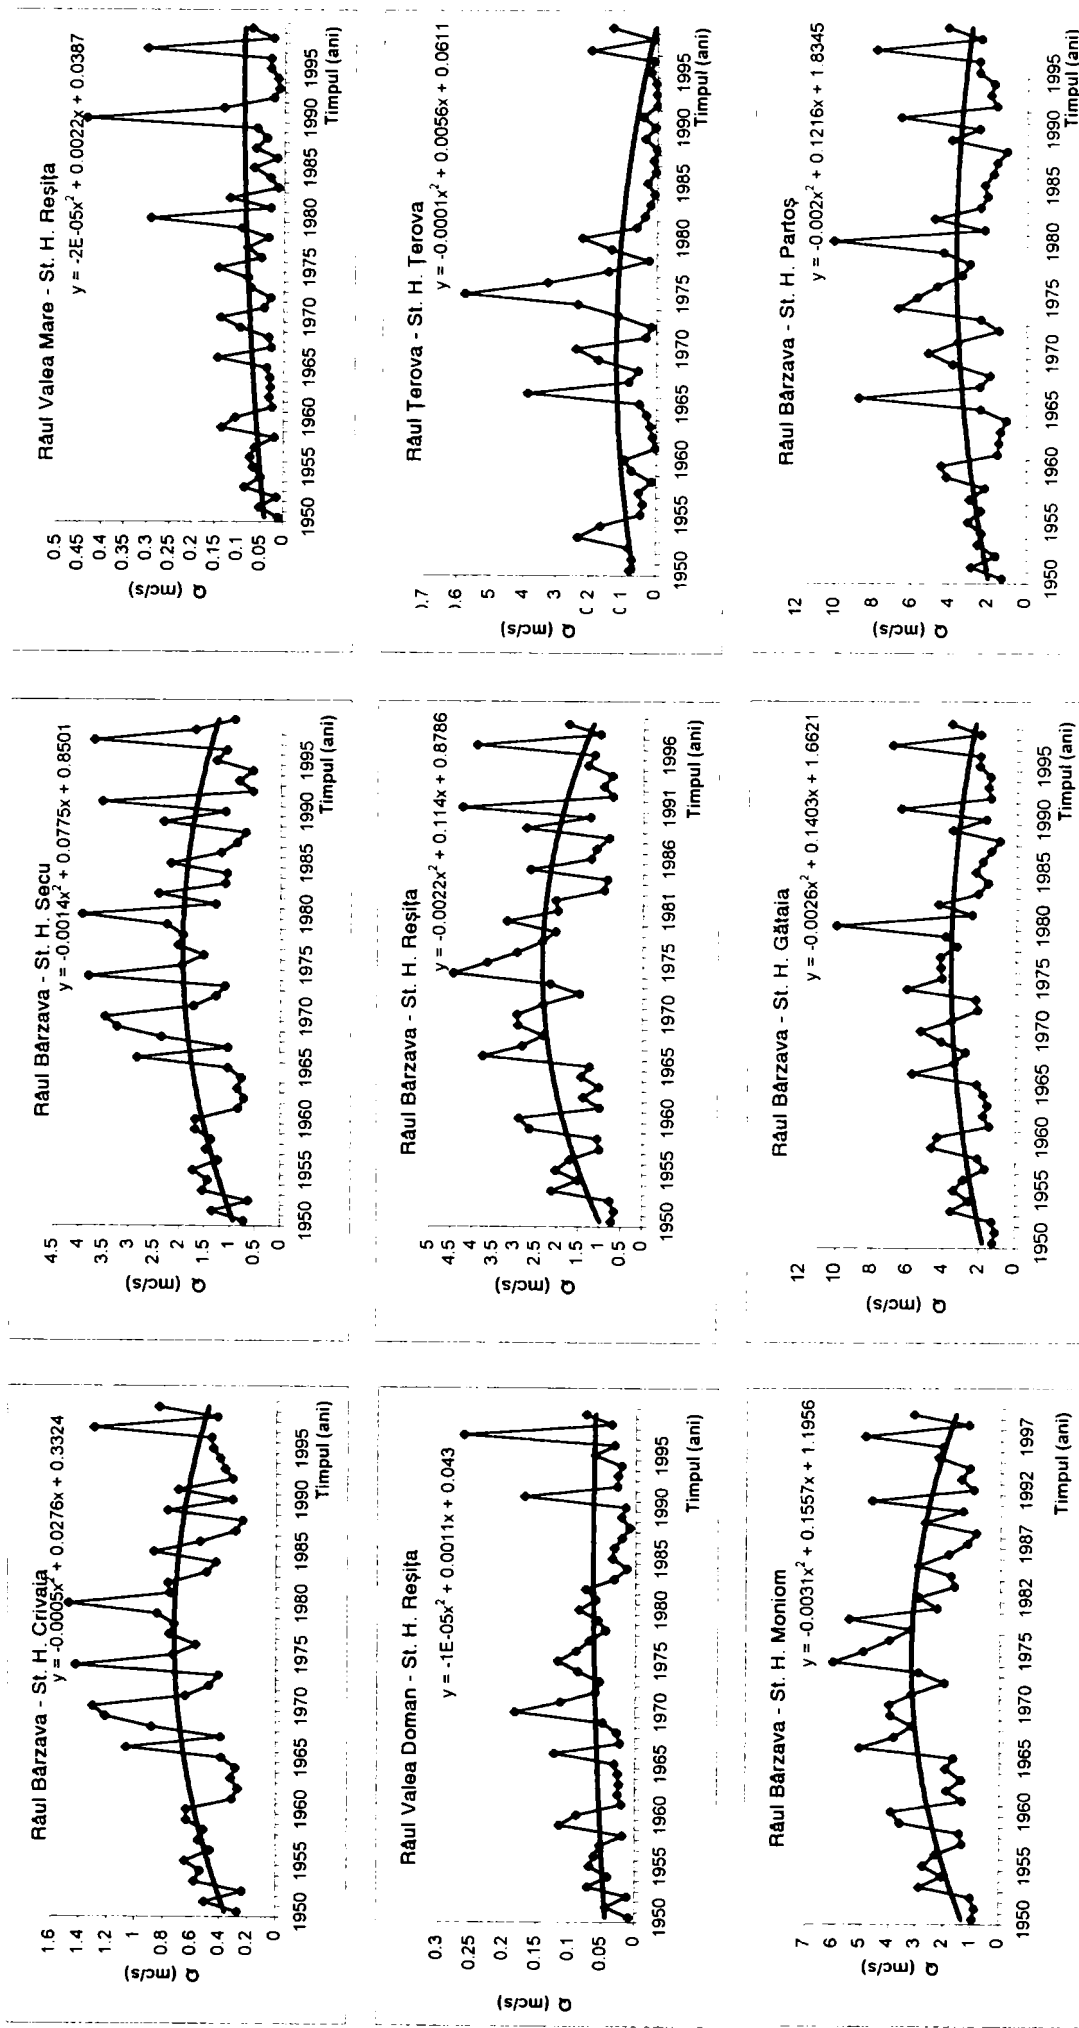 Râul Bârzava - St. H. Crivaia
y = -0.0005x² + 0.0276x + 0.3324
Q (mc/s)
1.6
1.4
1.2
1
0.8
0.6
0.4
0.2
0
1950 1955 1960 1965 1970 1975 1980 1985 1990 1995
Timpul (ani)
Râul Bârzava - St. H. Secu
y = -0.0014x² + 0.0775x + 0.8501
Q (mc/s)
4.5
4
3.5
3
2.5
2
1.5
1
0.5
0
1950 1955 1960 1965 1970 1975 1980 1985 1990 1995
Timpul (ani)
Râul Valea Mare - St. H. Reşiţa
y = -2E-05x² + 0.0022x + 0.0387
Q (mc/s)
0.5
0.45
0.4
0.35
0.3
0.25
0.2
0.15
0.1
0.05
0
1950 1955 1960 1965 1970 1975 1980 1985 1990 1995
Timpul (ani)
Râul Valea Doman - St. H. Reşiţa
y = -1E-05x² + 0.0011x + 0.043
Q (mc/s)
0.3
0.25
0.2
0.15
0.1
0.05
0
1950 1955 1960 1965 1970 1975 1980 1985 1990 1995
Timpul (ani)
Râul Bârzava - St. H. Reşiţa
y = -0.0022x² + 0.114x + 0.8786
Q (mc/s)
5
4.5
4
3.5
3
2.5
2
1.5
1
0.5
0
1950 1955 1960 1965 1970 1975 1981 1986 1991 1996
Timpul (ani)
Râul Ţerova - St. H. Ţerova
y = -0.0001x² + 0.0056x + 0.0611
Q (mc/s)
).7
).6
5
4
3
( 2
( 1
0
1950 1955 1960 1965 1970 1975 1980 1985 1990 1995
Timpul (ani)
Râul Bârzava - St. H. Moniom
y = -0.0031x² + 0.1557x + 1.1956
Q (mc/s)
7
6
5
4
3
2
1
0
1950 1955 1960 1965 1970 1976 1982 1987 1992 1997
Timpul (ani)
Râul Bârzava - St. H. Gătaia
y = -0.0026x² + 0.1403x + 1.6621
Q (mc/s)
12
10
8
6
4
2
0
1950 1955 1960 1965 1970 1975 1980 1985 1990 1995
Timpul (ani)
Râul Bârzava - St. H. Partoş
y = -0.002x² + 0.1216x + 1.8345
Q (mc/s)
12
10
8
6
4
2
0
1950 1955 1960 1965 1970 1975 1980 1985 1990 1995
Timpul (ani)